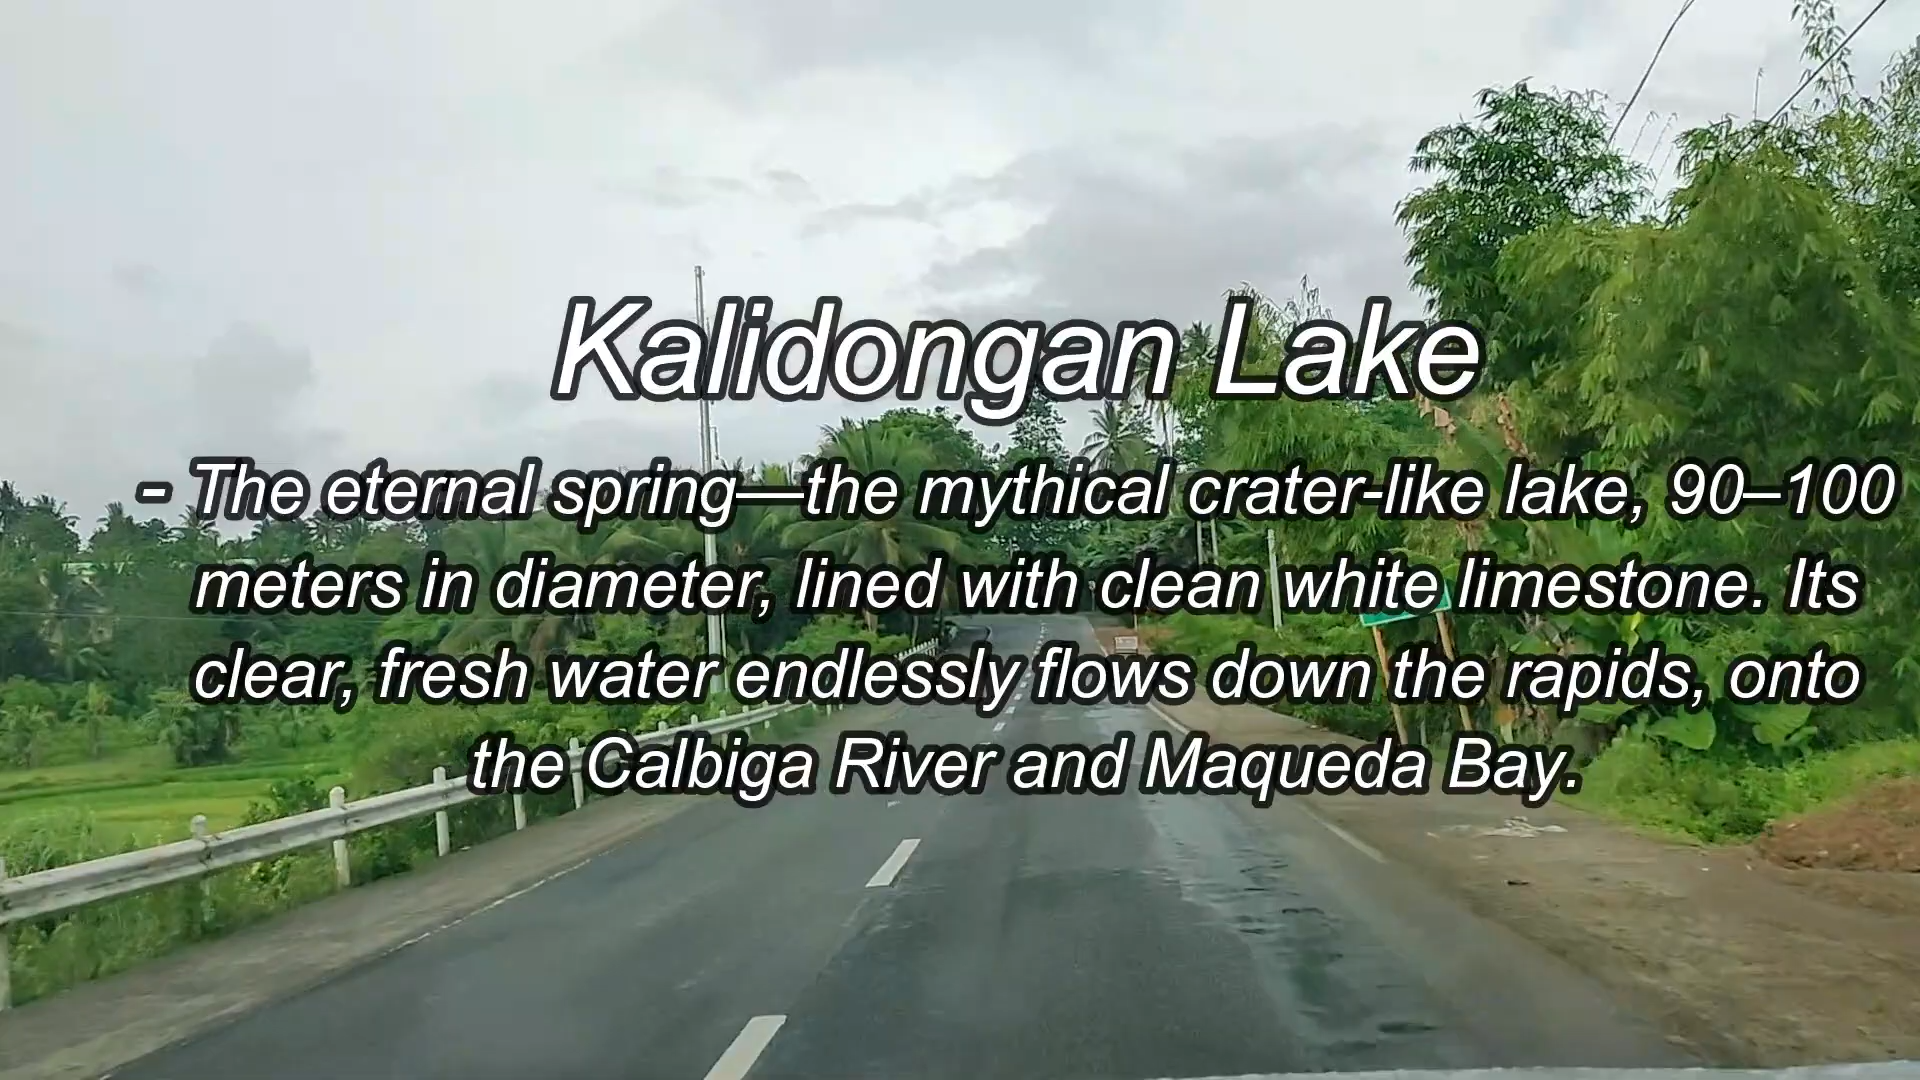 Kalidongan Lake
- The eternal spring—the mythical crater-like lake, 90–100
meters in diameter, lined with clean white limestone. Its
clear, fresh water endlessly flows down the rapids, onto
the Calbiga River and Maqueda Bay.